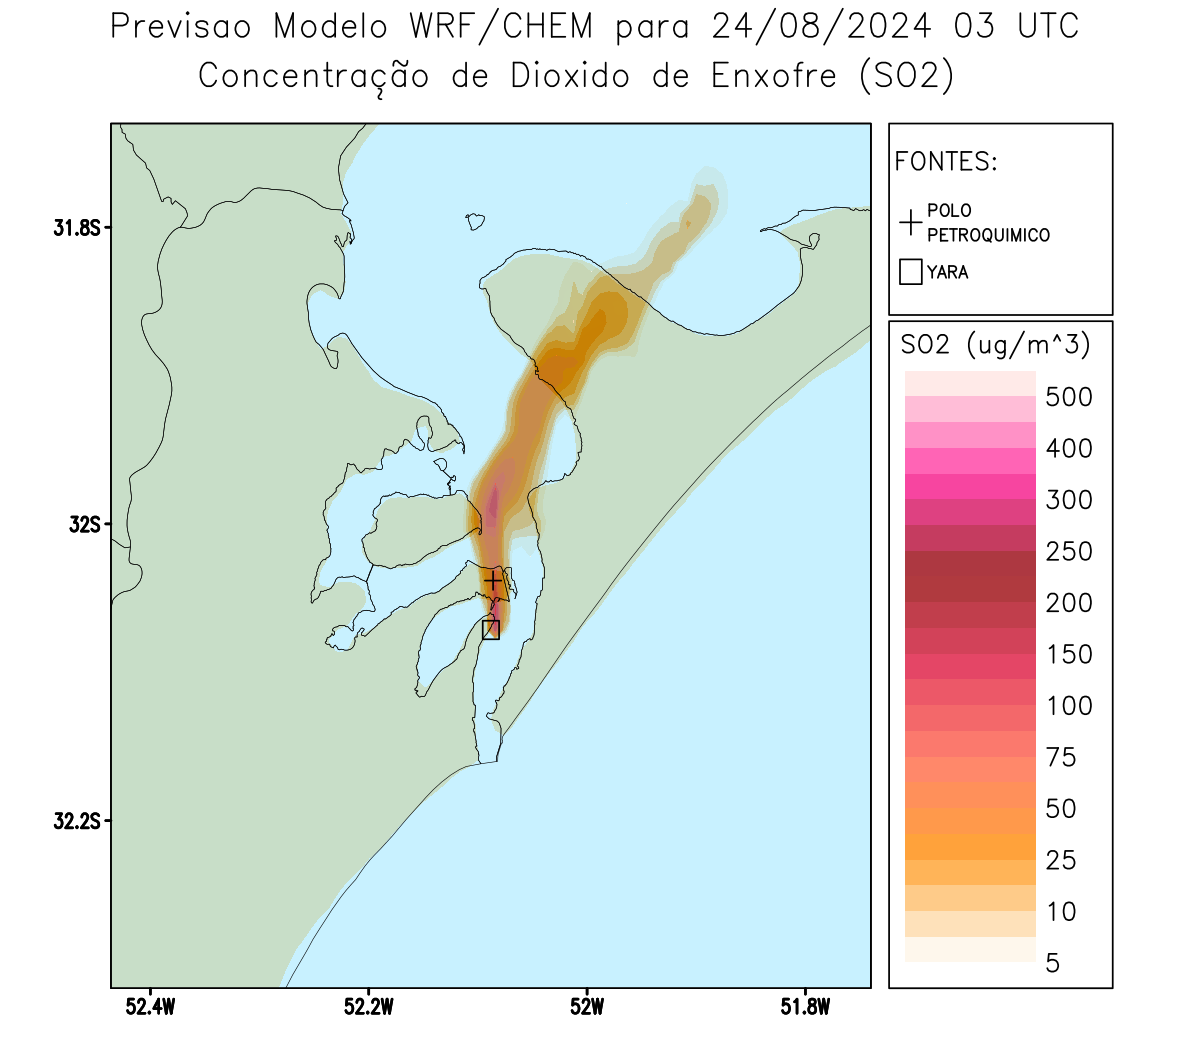 Previsao Modelo WRF/CHEM para 24/08/2024 03 UTC
Concentração de Dioxido de Enxofre (SO2)
FONTES:
POLO
PETROQUIMICO
YARA
SO2 (ug/m^3)
500
400
300
250
200
150
100
75
50
25
10
5
31.8S
32S
32.2S
52.4W
52.2W
52W
51.8W